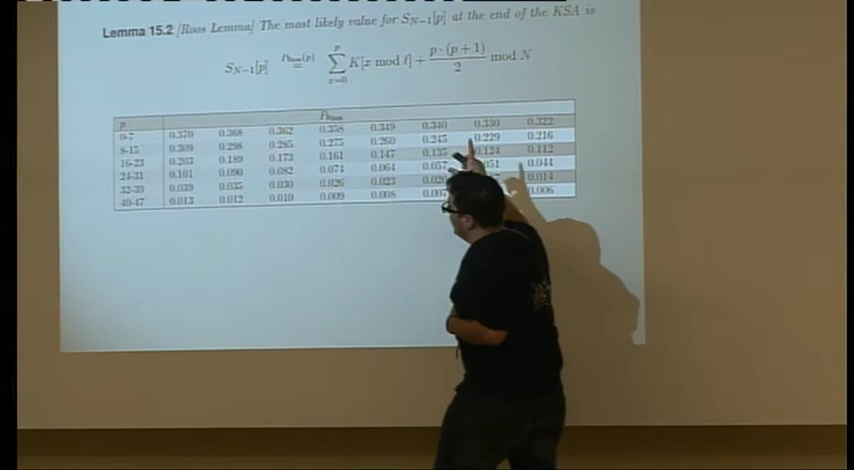 Lemma 15.2 [Roos Lemma] The most likely value for S_{N−1}[p] at the end of the KSA is
S_{N−1}[p] =^{P_{Roos}(p)} ∑_{x=0}^{p} K[x mod ℓ] + p·(p+1)/2 mod N
p P_{Roos}
0-7 0.370 0.368 0.362 0.358 0.349 0.340 0.330 0.322
8-15 0.309 0.298 0.285 0.275 0.260 0.245 0.229 0.216
16-23 0.203 0.189 0.173 0.161 0.147 0.135 0.124 0.112
24-31 0.101 0.090 0.082 0.074 0.064 0.057 051 0.044
32-39 0.039 0.035 0.030 0.026 0.023 0.014
40-47 0.013 0.012 0.010 0.009 0.008 0.007 0.006